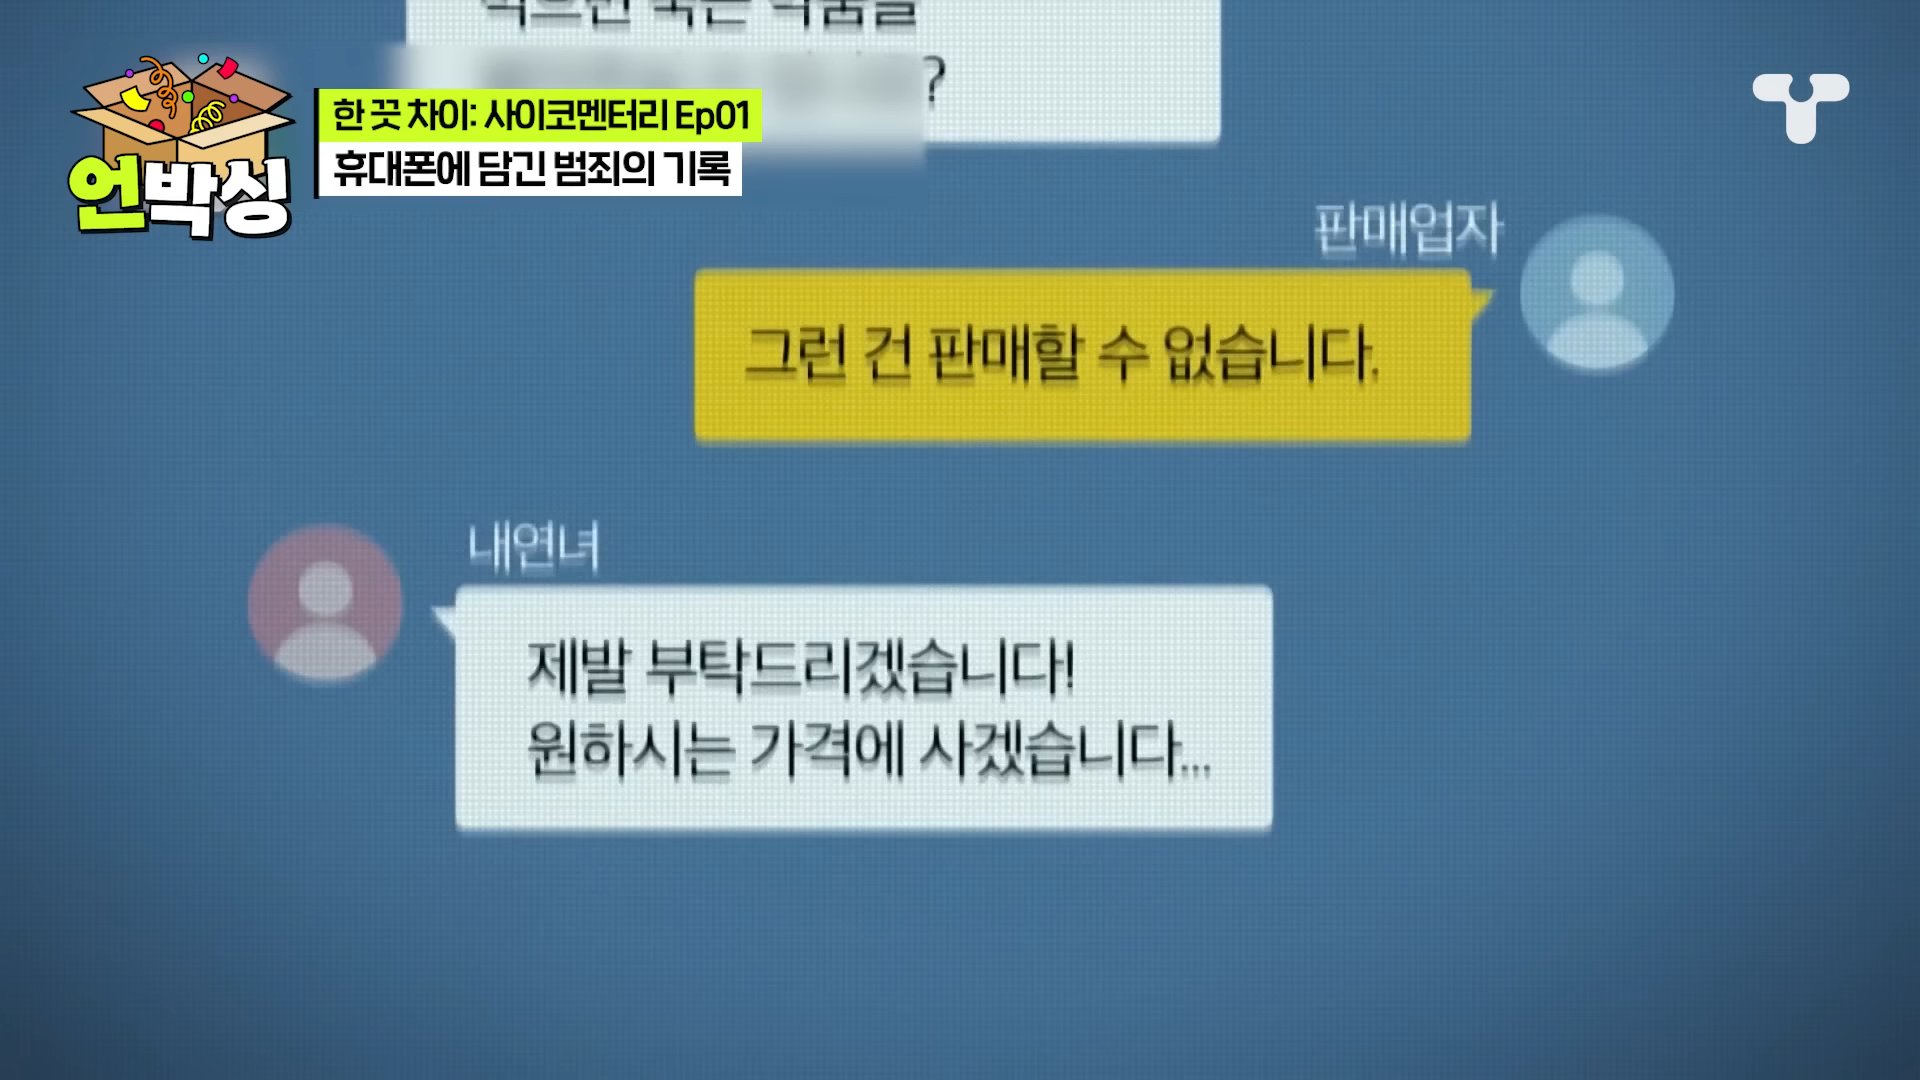 한 끗 차이: 사이코멘터리 Ep01
휴대폰에 담긴 범죄의 기록
언박싱
?
판매업자
그런 건 판매할 수 없습니다.
내연녀
제발 부탁드리겠습니다!
원하시는 가격에 사겠습니다...